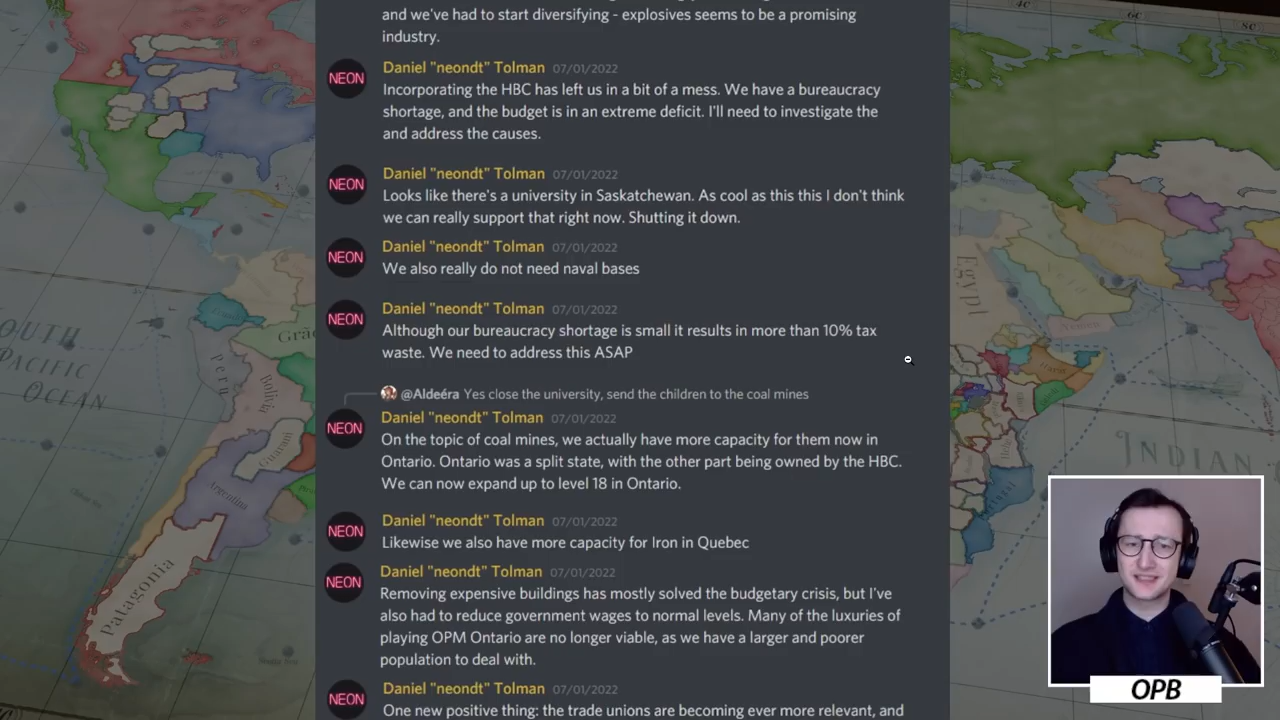 and we've had to start diversifying - explosives seems to be a promising
industry.
NEON
Daniel "neondt" Tolman 07/01/2022
Incorporating the HBC has left us in a bit of a mess. We have a bureaucracy
shortage, and the budget is in an extreme deficit. I'll need to investigate the
and address the causes.
NEON
Daniel "neondt" Tolman 07/01/2022
Looks like there's a university in Saskatchewan. As cool as this this I don't think
we can really support that right now. Shutting it down.
NEON
Daniel "neondt" Tolman 07/01/2022
We also really do not need naval bases
NEON
Daniel "neondt" Tolman 07/01/2022
Although our bureaucracy shortage is small it results in more than 10% tax
waste. We need to address this ASAP
@Aldeéra Yes close the university, send the children to the coal mines
NEON
Daniel "neondt" Tolman 07/01/2022
On the topic of coal mines, we actually have more capacity for them now in
Ontario. Ontario was a split state, with the other part being owned by the HBC.
We can now expand up to level 18 in Ontario.
NEON
Daniel "neondt" Tolman 07/01/2022
Likewise we also have more capacity for Iron in Quebec
NEON
Daniel "neondt" Tolman 07/01/2022
Removing expensive buildings has mostly solved the budgetary crisis, but I've
also had to reduce government wages to normal levels. Many of the luxuries of
playing OPM Ontario are no longer viable, as we have a larger and poorer
population to deal with.
NEON
Daniel "neondt" Tolman 07/01/2022
One new positive thing: the trade unions are becoming ever more relevant, and
SOUTH
PACIFIC
OCEAN
Peru
Bolivia
Grão
Guarani
Argentina
Patagonia
Egypt
Yemen
INDIAN
OPB